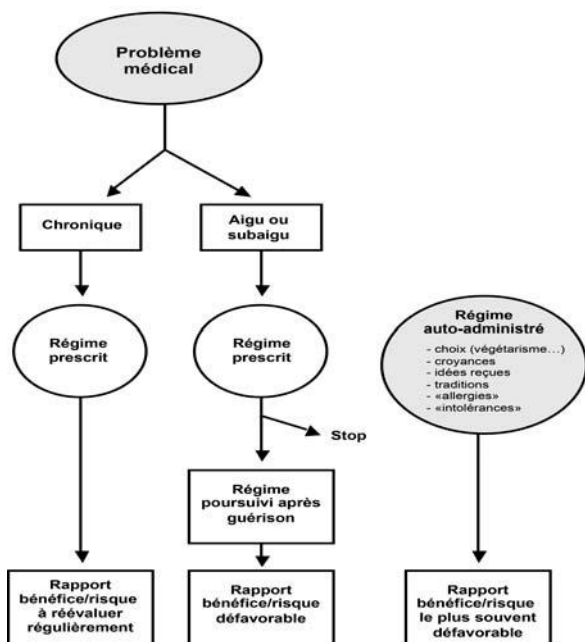 Problème
médical
Chronique
Aigu ou
subaigu
Régime
prescrit
Régime
prescrit
Régime
auto-administré
- choix (végétarisme...)
- croyances
- idées reçues
- traditions
- «allergies»
- «intolérances»
Stop
Régime
poursuivi après
guérison
Rapport
bénéfice/risque
à réévaluer
régulièrement
Rapport
bénéfice/risque
défavorable
Rapport
bénéfice/risque
le plus souvent
défavorable